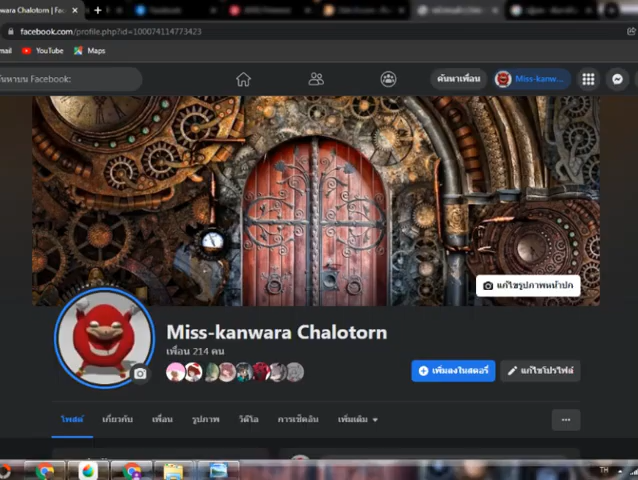 wara Chalotorn | Fac
facebook.com/profile.php?id=100074114773423
mail YouTube Maps
ค้นหาบน Facebook:
ค้นหาเพื่อน Miss-kanw...
แก้ไขรูปภาพหน้าปก
Miss-kanwara Chalotorn
เพื่อน 214 คน
เพิ่มลงในสตอรี่ แก้ไขโปรไฟล์
โพสต์ เกี่ยวกับ เพื่อน รูปภาพ วิดีโอ การเช็คอิน เพิ่มเติม
TH